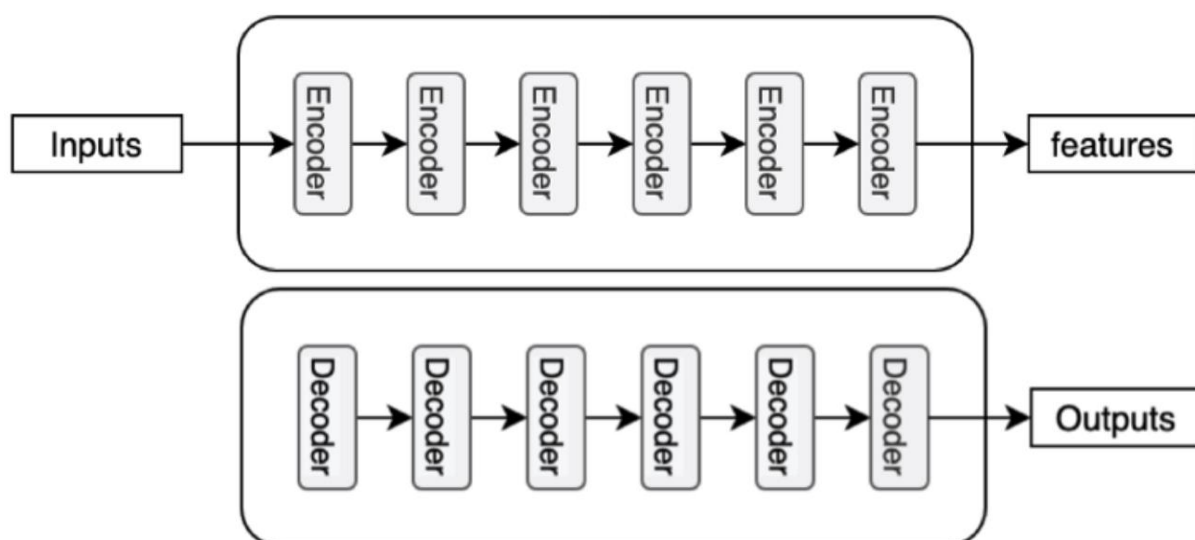 Inputs
Encoder
Encoder
Encoder
Encoder
Encoder
Encoder
features
Decoder
Decoder
Decoder
Decoder
Decoder
Decoder
Outputs